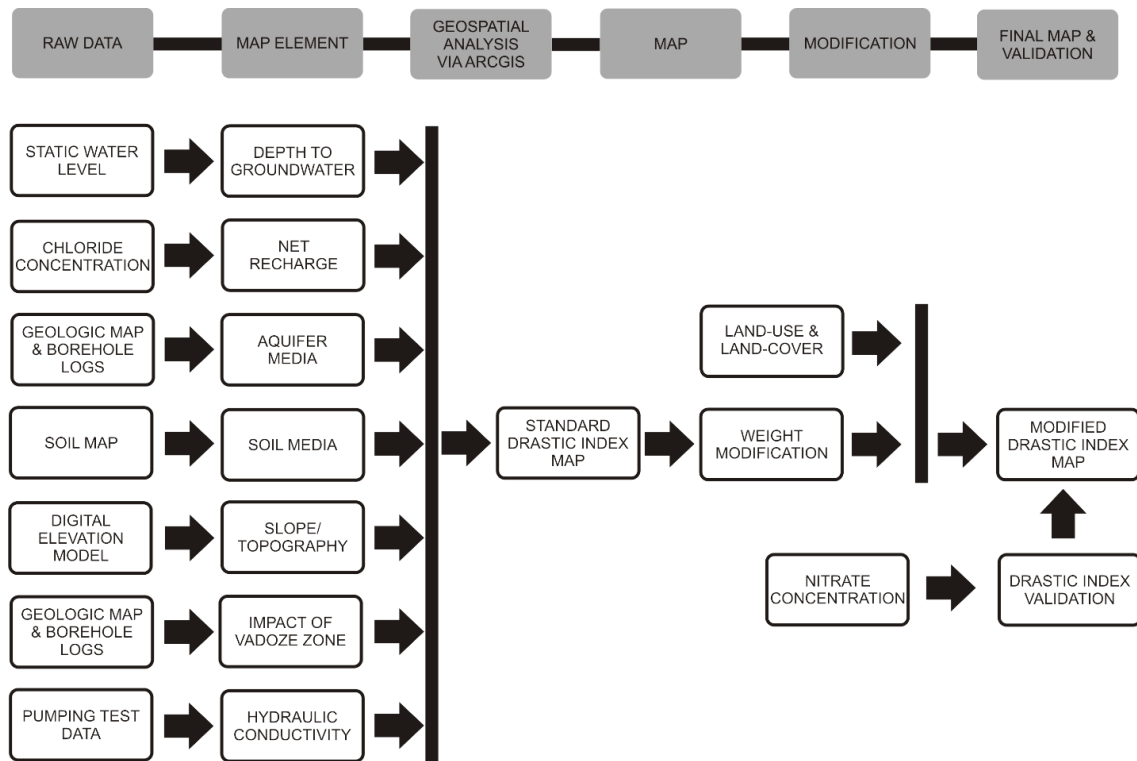 RAW DATA
MAP ELEMENT
GEOSPATIAL
ANALYSIS
VIA ARCGIS
MAP
MODIFICATION
FINAL MAP &
VALIDATION
STATIC WATER
LEVEL
DEPTH TO
GROUNDWATER
CHLORIDE
CONCENTRATION
NET
RECHARGE
GEOLOGIC MAP
& BOREHOLE
LOGS
AQUIFER
MEDIA
LAND-USE &
LAND-COVER
SOIL MAP
SOIL MEDIA
STANDARD
DRASTIC INDEX
MAP
WEIGHT
MODIFICATION
MODIFIED
DRASTIC INDEX
MAP
DIGITAL
ELEVATION
MODEL
SLOPE/
TOPOGRAPHY
NITRATE
CONCENTRATION
DRASTIC INDEX
VALIDATION
GEOLOGIC MAP
& BOREHOLE
LOGS
IMPACT OF
VADOZE ZONE
PUMPING TEST
DATA
HYDRAULIC
CONDUCTIVITY